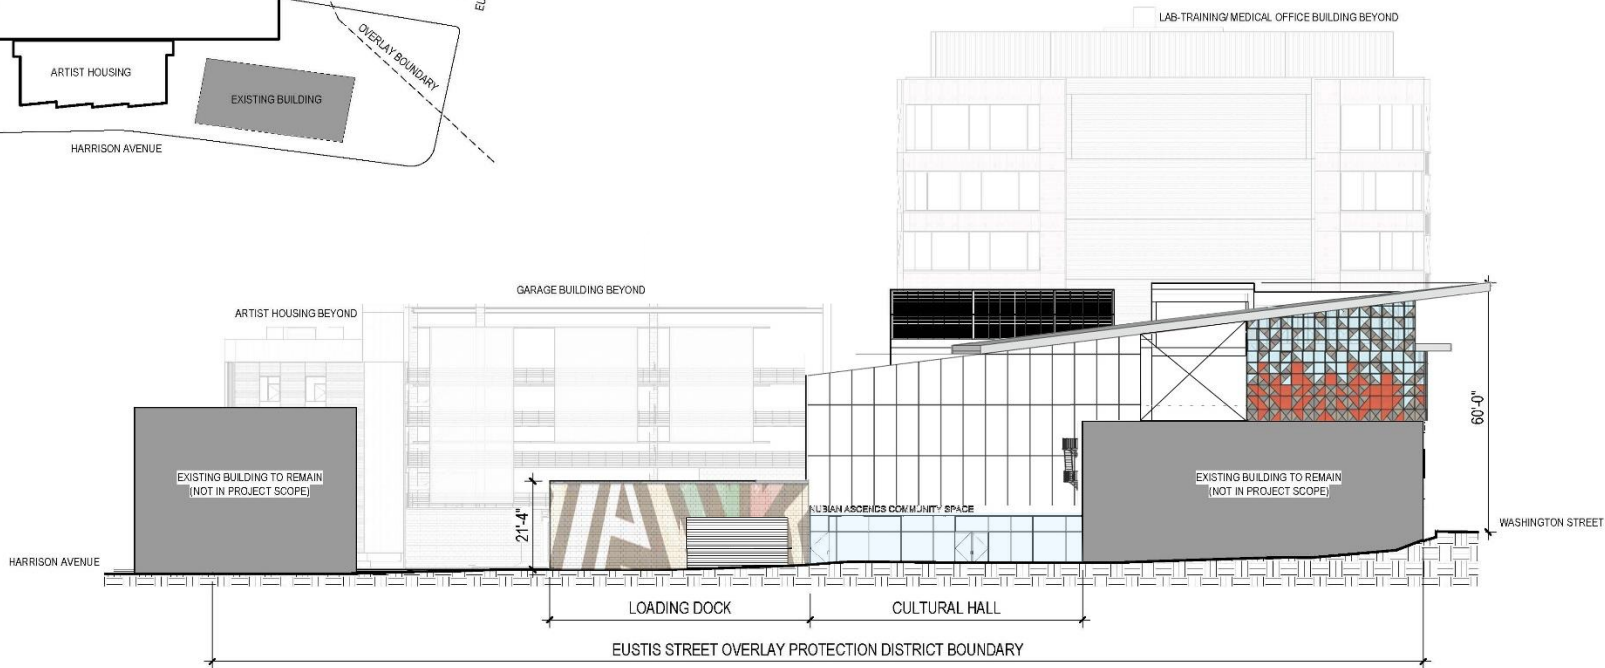 LAB-TRAINING/ MEDICAL OFFICE BUILDING BEYOND
OVERLAY BOUNDARY
ARTIST HOUSING
EXISTING BUILDING
HARRISON AVENUE
GARAGE BUILDING BEYOND
ARTIST HOUSING BEYOND
60'-0"
EXISTING BUILDING TO REMAIN
(NOT IN PROJECT SCOPE)
EXISTING BUILDING TO REMAIN
(NOT IN PROJECT SCOPE)
21'-4"
NUBIAN ASCENDS COMMUNITY SPACE
WASHINGTON STREET
HARRISON AVENUE
LOADING DOCK
CULTURAL HALL
EUSTIS STREET OVERLAY PROTECTION DISTRICT BOUNDARY